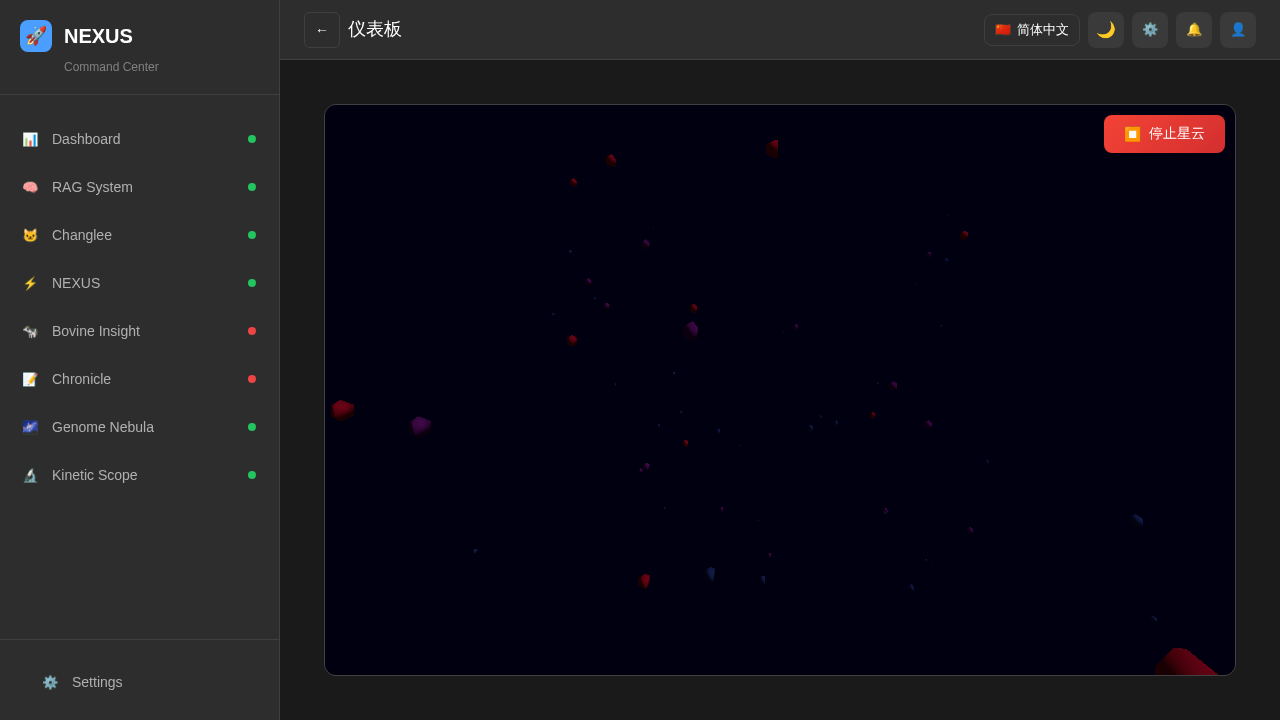 NEXUS
Command Center
Dashboard
RAG System
Changlee
NEXUS
Bovine Insight
Chronicle
Genome Nebula
Kinetic Scope
Settings
← 仪表板
简体中文
停止星云